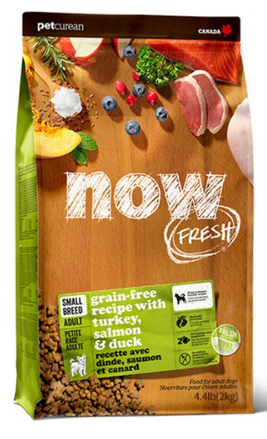 petcurean
CANADA
now
FRESH
SMALL
BREED
ADULT
PETITE
RACE
ADULTE
grain-free
recipe with
turkey,
salmon
& duck
recette avec
dinde, saumon
et canard
FRESH
Food for adult dogs
Nourriture pour chiens adultes
4.4lb(2kg)